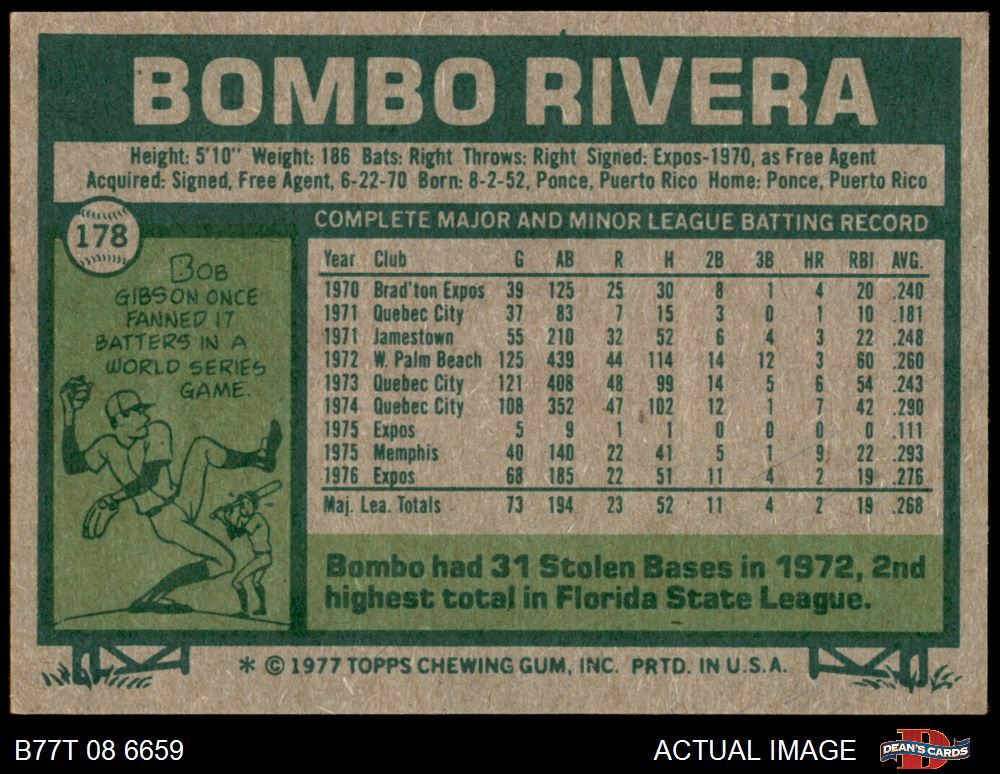 BOMBO RIVERA
Height: 5'10" Weight: 186 Bats: Right Throws: Right Signed: Expos-1970, as Free Agent
Acquired: Signed, Free Agent, 6-22-70 Born: 8-2-52, Ponce, Puerto Rico Home: Ponce, Puerto Rico
178
BOB
GIBSON ONCE
FANNED 17
BATTERS IN A
WORLD SERIES
GAME.
COMPLETE MAJOR AND MINOR LEAGUE BATTING RECORD
Year Club G AB R H 2B 3B HR RBI AVG.
1970 Brad'ton Expos 39 125 25 30 8 1 4 20 .240
1971 Quebec City 37 83 7 15 3 0 1 10 .181
1971 Jamestown 55 210 32 52 6 4 3 22 .248
1972 W. Palm Beach 125 439 44 114 14 12 3 60 .260
1973 Quebec City 121 408 48 99 14 5 6 54 .243
1974 Quebec City 108 352 47 102 12 1 7 42 .290
1975 Expos 5 9 1 1 0 0 0 0 .111
1975 Memphis 40 140 22 41 5 1 9 22 .293
1976 Expos 68 185 22 51 11 4 2 19 .276
Maj. Lea. Totals 73 194 23 52 11 4 2 19 .268
Bombo had 31 Stolen Bases in 1972, 2nd
highest total in Florida State League.
* © 1977 TOPPS CHEWING GUM, INC. PRTD. IN U.S.A.
B77T 08 6659
ACTUAL IMAGE
DEAN'S CARDS